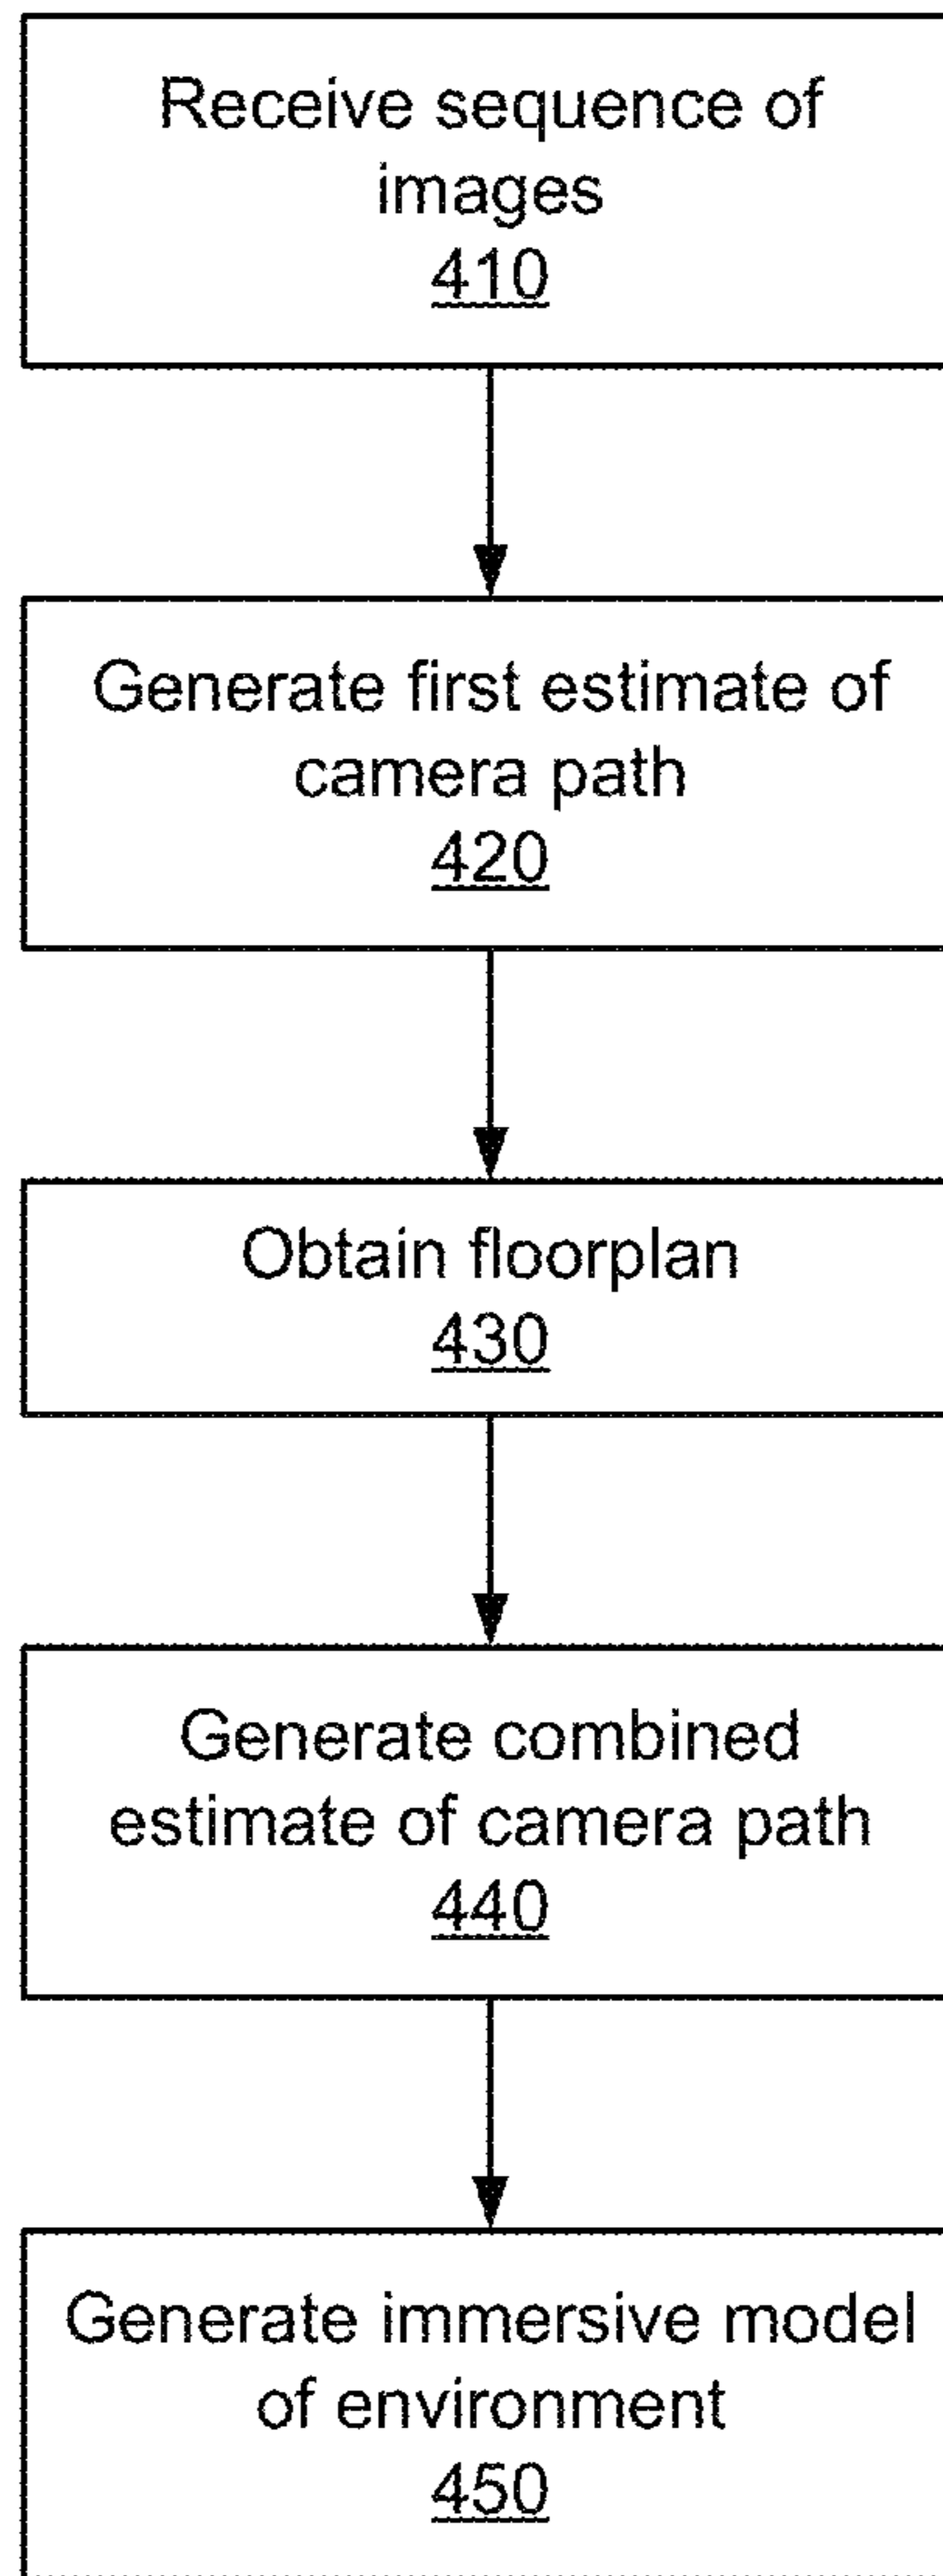 Receive sequence of
images
410
Generate first estimate of
camera path
420
Obtain floorplan
430
Generate combined
estimate of camera path
440
Generate immersive model
of environment
450